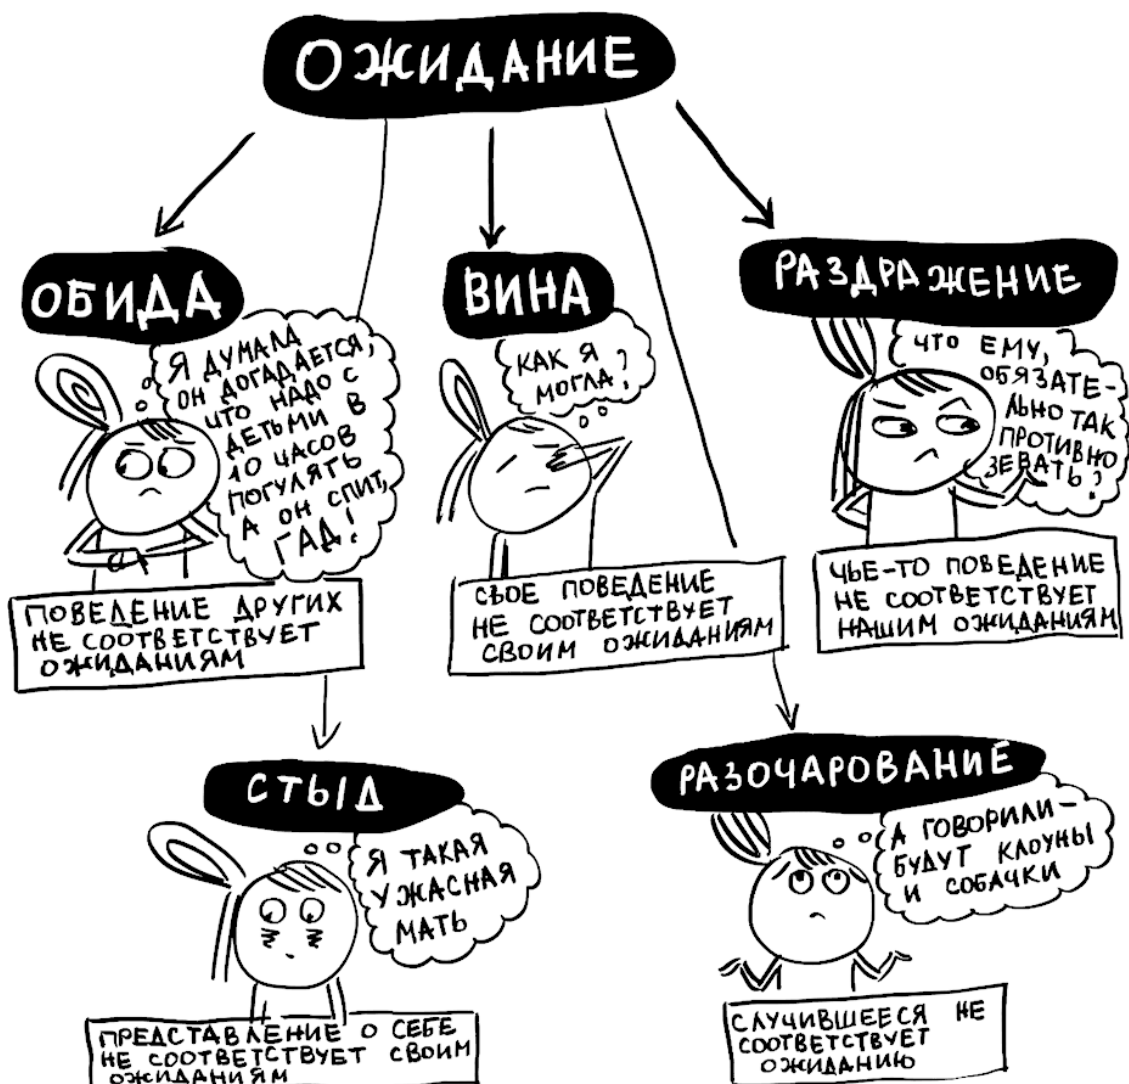 ОЖИДАНИЕ
ОБИДА
Я ДУМАЛА
ОН ДОГАДАЕТСЯ,
ЧТО НАДО С
ДЕТЬМИ В
10 ЧАСОВ
ПОГУЛЯТЬ
А ОН СПИТ,
ГАД!
ПОВЕДЕНИЕ ДРУГИХ
НЕ СООТВЕТСТВУЕТ
ОЖИДАНИЯМ
ВИНА
КАК Я
МОГЛА?
СВОЕ ПОВЕДЕНИЕ
НЕ СООТВЕТСТВУЕТ
СВОИМ ОЖИДАНИЯМ
РАЗДРАЖЕНИЕ
ЧТО ЕМУ,
ОБЯЗАТЕ-
ЛЬНО ТАК
ПРОТИВНО
ЗЕВАТЬ?
ЧЬЕ-ТО ПОВЕДЕНИЕ
НЕ СООТВЕТСТВУЕТ
НАШИМ ОЖИДАНИЯМ
СТЫД
Я ТАКАЯ
УЖАСНАЯ
МАТЬ
ПРЕДСТАВЛЕНИЕ О СЕБЕ
НЕ СООТВЕТСТВУЕТ СВОИМ
ОЖИДАНИЯМ
РАЗОЧАРОВАНИЕ
А ГОВОРИЛИ-
БУДУТ КЛОУНЫ
И СОБАЧКИ
СЛУЧИВШЕЕСЯ НЕ
СООТВЕТСТВУЕТ
ОЖИДАНИЮ